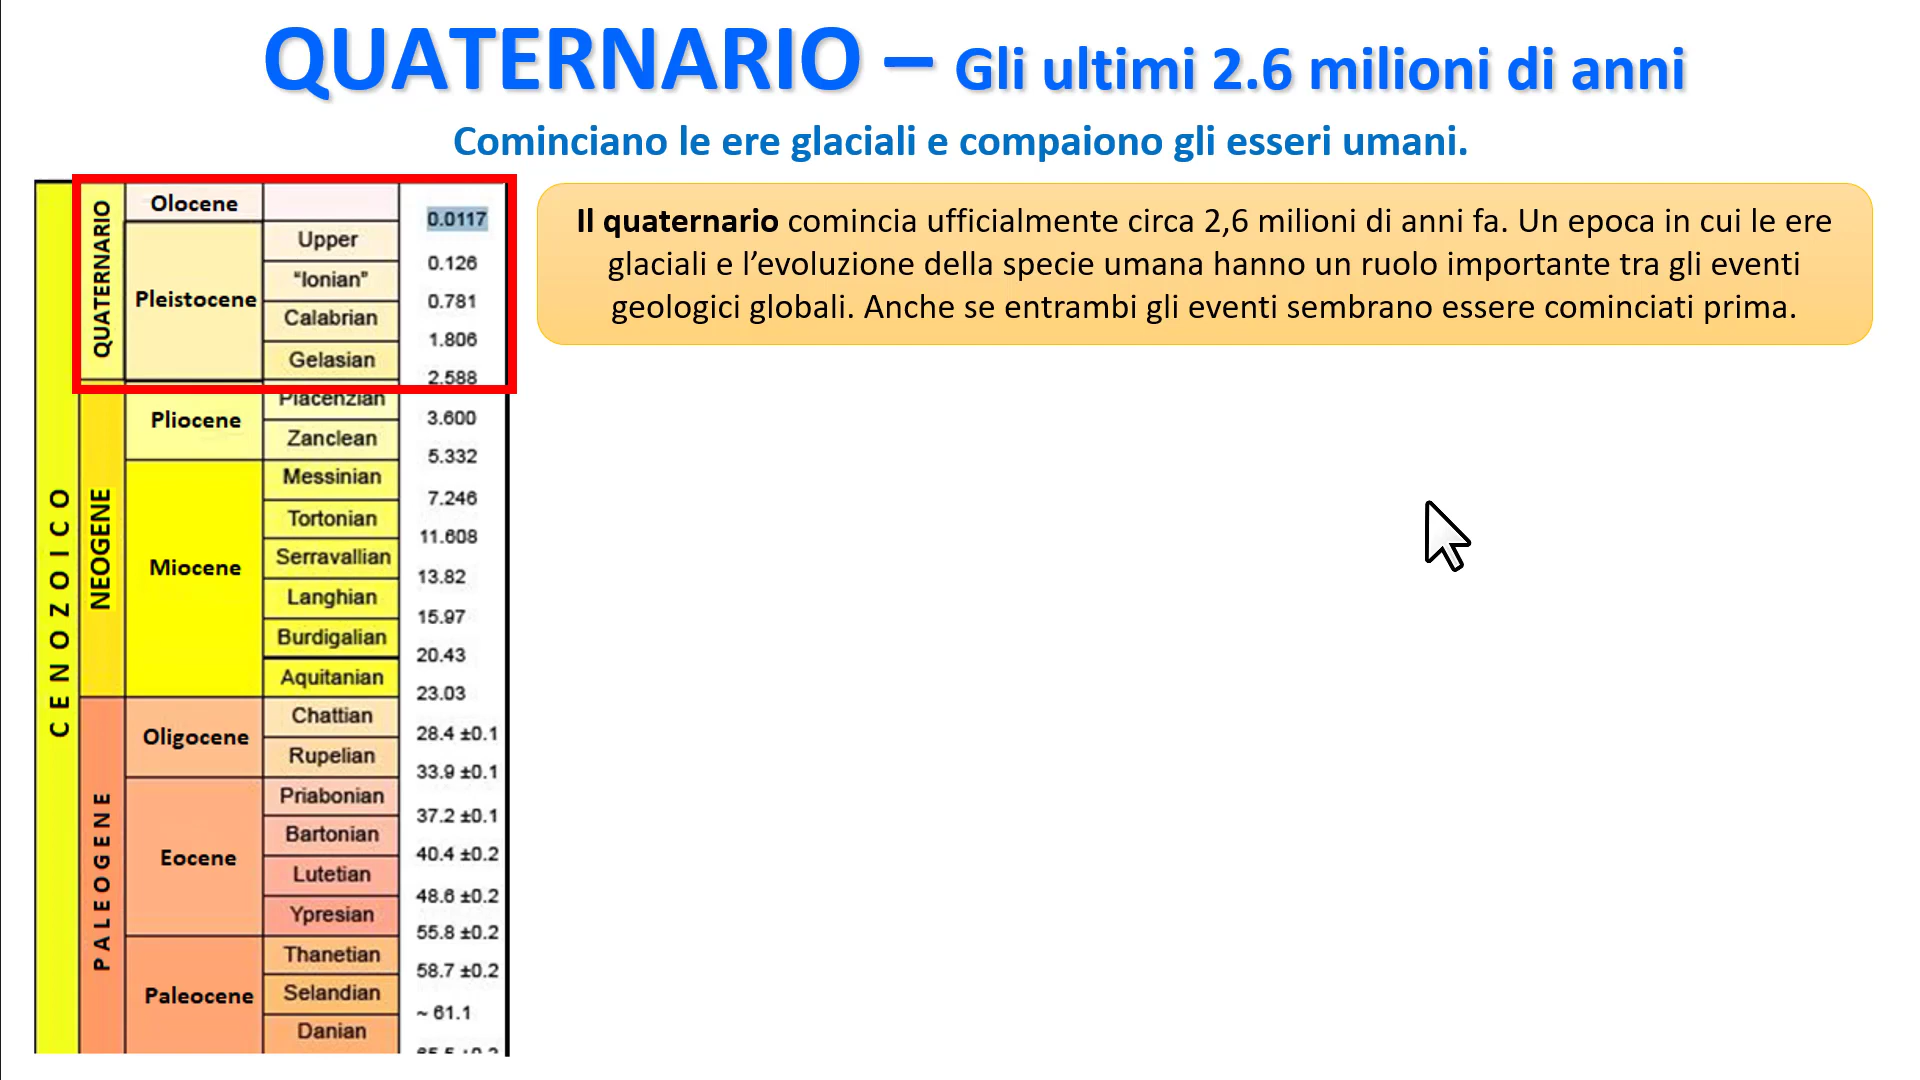 QUATERNARIO – Gli ultimi 2.6 milioni di anni
Cominciano le ere glaciali e compaiono gli esseri umani.
Il quaternario comincia ufficialmente circa 2,6 milioni di anni fa. Un epoca in cui le ere
glaciali e l’evoluzione della specie umana hanno un ruolo importante tra gli eventi
geologici globali. Anche se entrambi gli eventi sembrano essere cominciati prima.
CENOZOICO
QUATERNARIO
Olocene
0.0117
Pleistocene
Upper
0.126
“Ionian”
0.781
Calabrian
1.806
Gelasian
2.588
NEOGENE
Pliocene
Piacenzian
3.600
Zanclean
5.332
Miocene
Messinian
7.246
Tortonian
11.608
Serravallian
13.82
Langhian
15.97
Burdigalian
20.43
Aquitanian
23.03
PALEOGENE
Oligocene
Chattian
28.4 ±0.1
Rupelian
33.9 ±0.1
Eocene
Priabonian
37.2 ±0.1
Bartonian
40.4 ±0.2
Lutetian
48.6 ±0.2
Ypresian
55.8 ±0.2
Paleocene
Thanetian
58.7 ±0.2
Selandian
~ 61.1
Danian